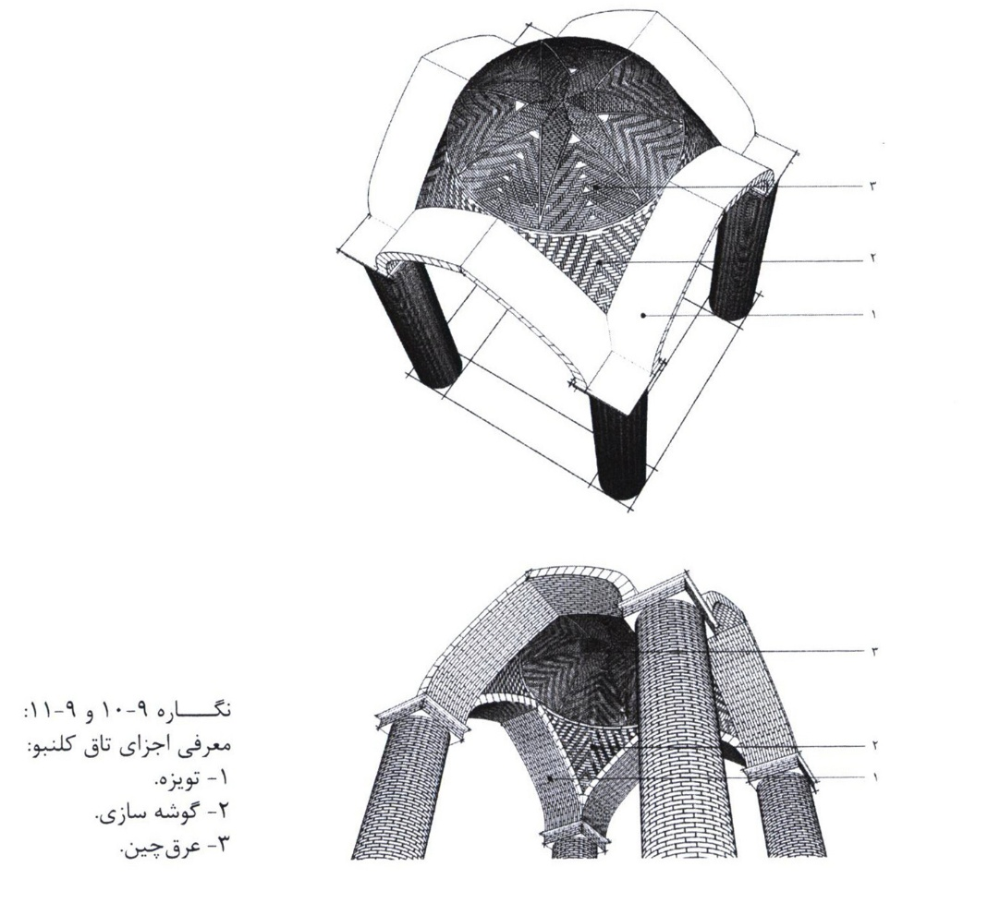 ۳
۲
۱
۳
۲
۱
نگـــــاره ۹-۱۰ و ۹-۱۱:
معرفی اجزای تاق کلنبو:
۱- تویزه.
۲- گوشه سازی.
۳- عرق‌چین.